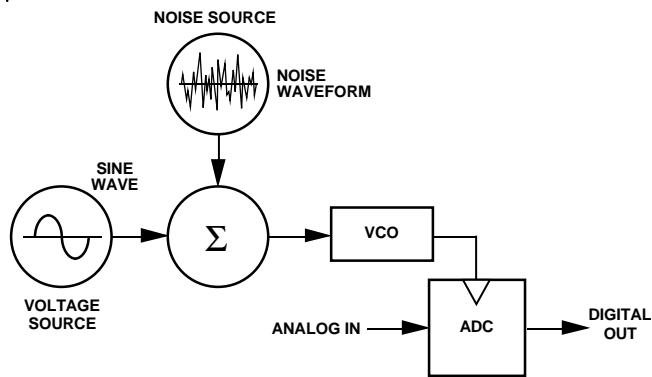 NOISE SOURCE
NOISE
WAVEFORM
SINE
WAVE
Σ
VCO
VOLTAGE
SOURCE
ANALOG IN
ADC
DIGITAL
OUT